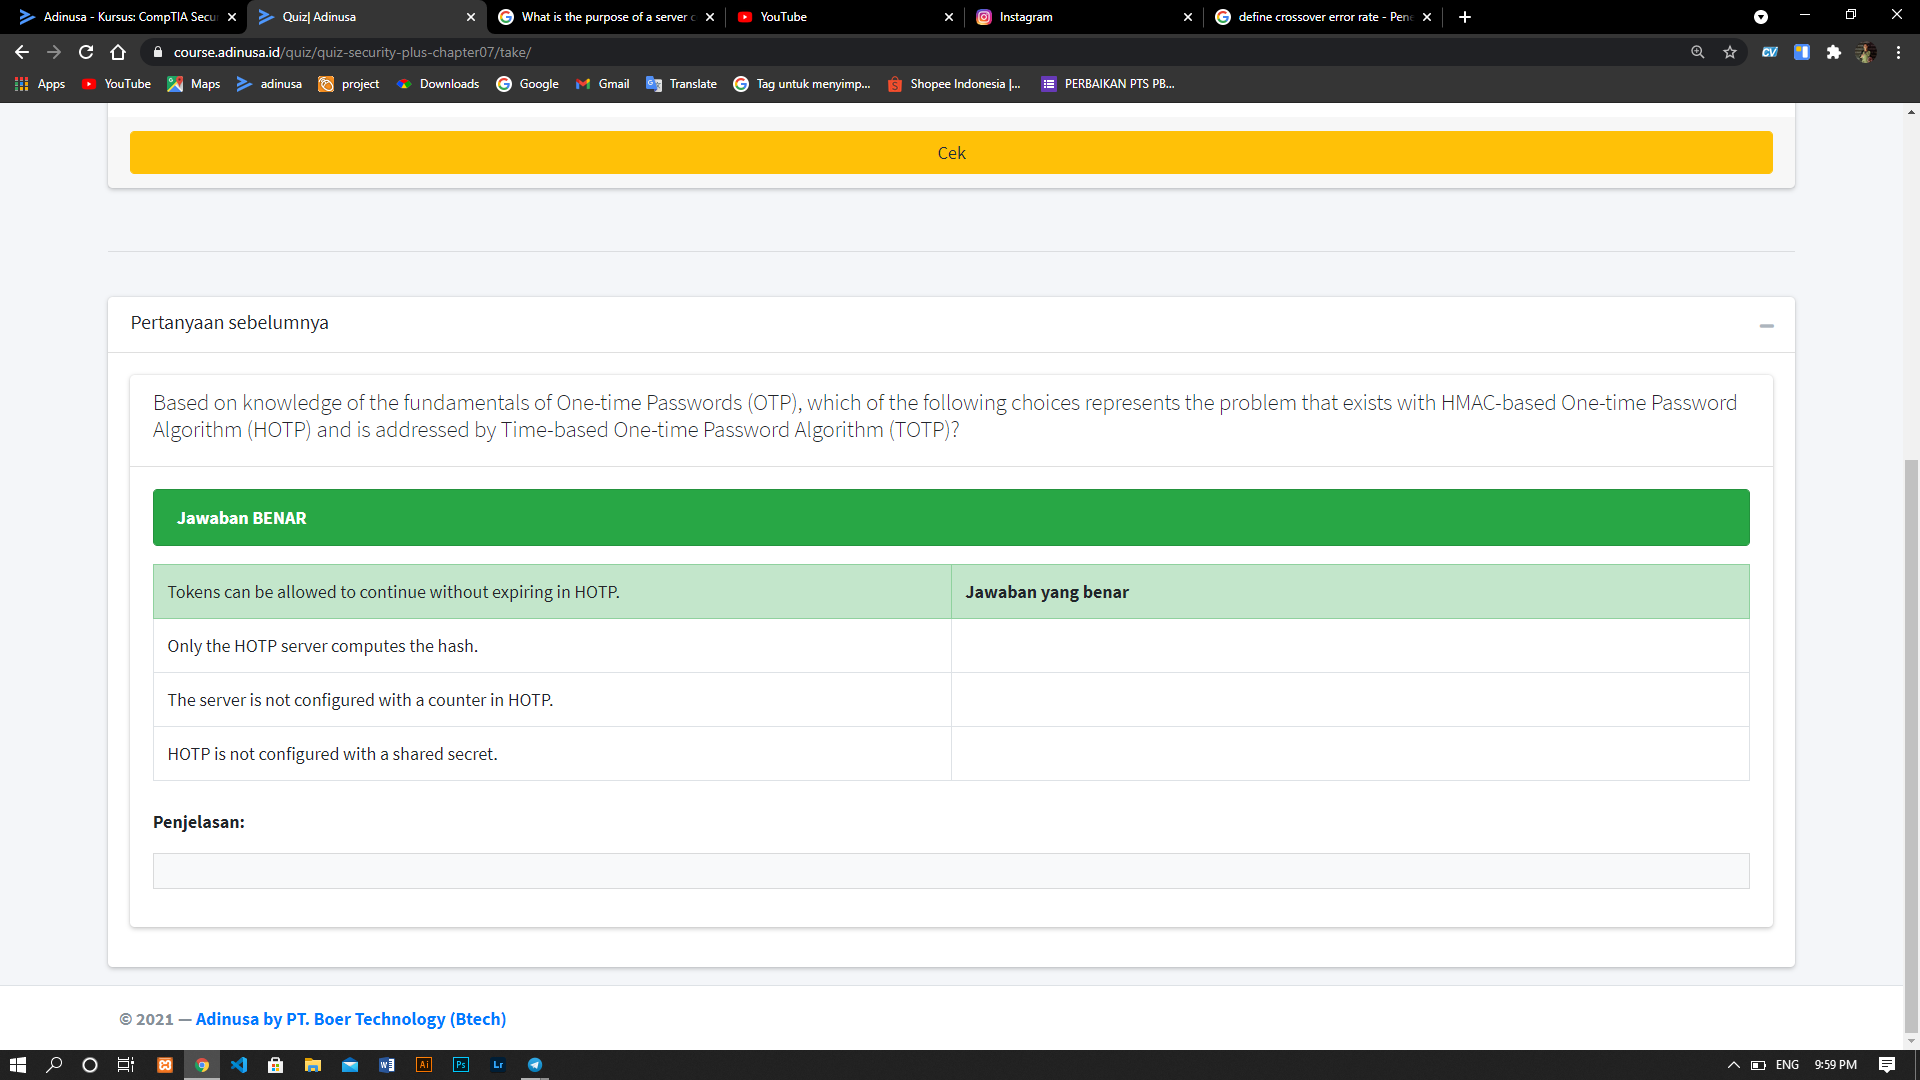 Adinusa - Kursus: CompTIA Secu
Quiz| Adinusa
What is the purpose of a server c
YouTube
Instagram
define crossover error rate - Pene
course.adinusa.id/quiz/quiz-security-plus-chapter07/take/
Apps
YouTube
Maps
adinusa
project
Downloads
Google
Gmail
Translate
Tag untuk menyimp...
Shopee Indonesia |...
PERBAIKAN PTS PB...
Cek
Pertanyaan sebelumnya
Based on knowledge of the fundamentals of One-time Passwords (OTP), which of the following choices represents the problem that exists with HMAC-based One-time Password
Algorithm (HOTP) and is addressed by Time-based One-time Password Algorithm (TOTP)?
Jawaban BENAR
Tokens can be allowed to continue without expiring in HOTP.
Jawaban yang benar
Only the HOTP server computes the hash.
The server is not configured with a counter in HOTP.
HOTP is not configured with a shared secret.
Penjelasan:
© 2021 — Adinusa by PT. Boer Technology (Btech)
Ai
Ps
Lr
ENG
9:59 PM